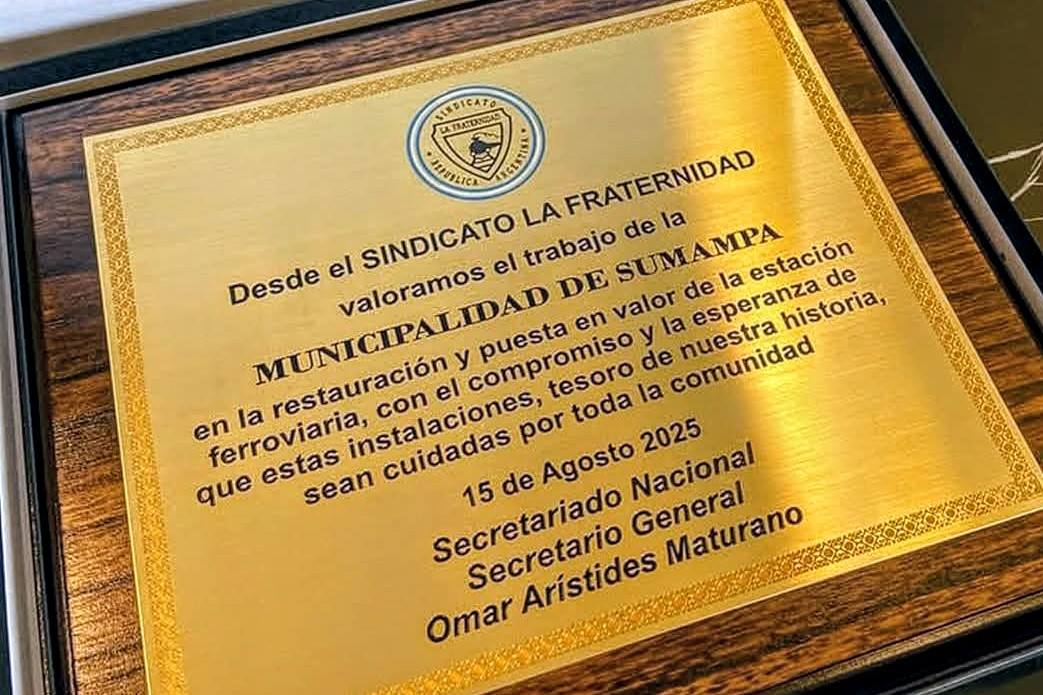 SINDICATO
LA FRATERNIDAD
REPUBLICA ARGENTINA
Desde el SINDICATO LA FRATERNIDAD
valoramos el trabajo de la
MUNICIPALIDAD DE SUMAMPA
en la restauración y puesta en valor de la estación
ferroviaria, con el compromiso y la esperanza de
que estas instalaciones, tesoro de nuestra historia,
sean cuidadas por toda la comunidad
15 de Agosto 2025
Secretariado Nacional
Secretario General
Omar Arístides Maturano